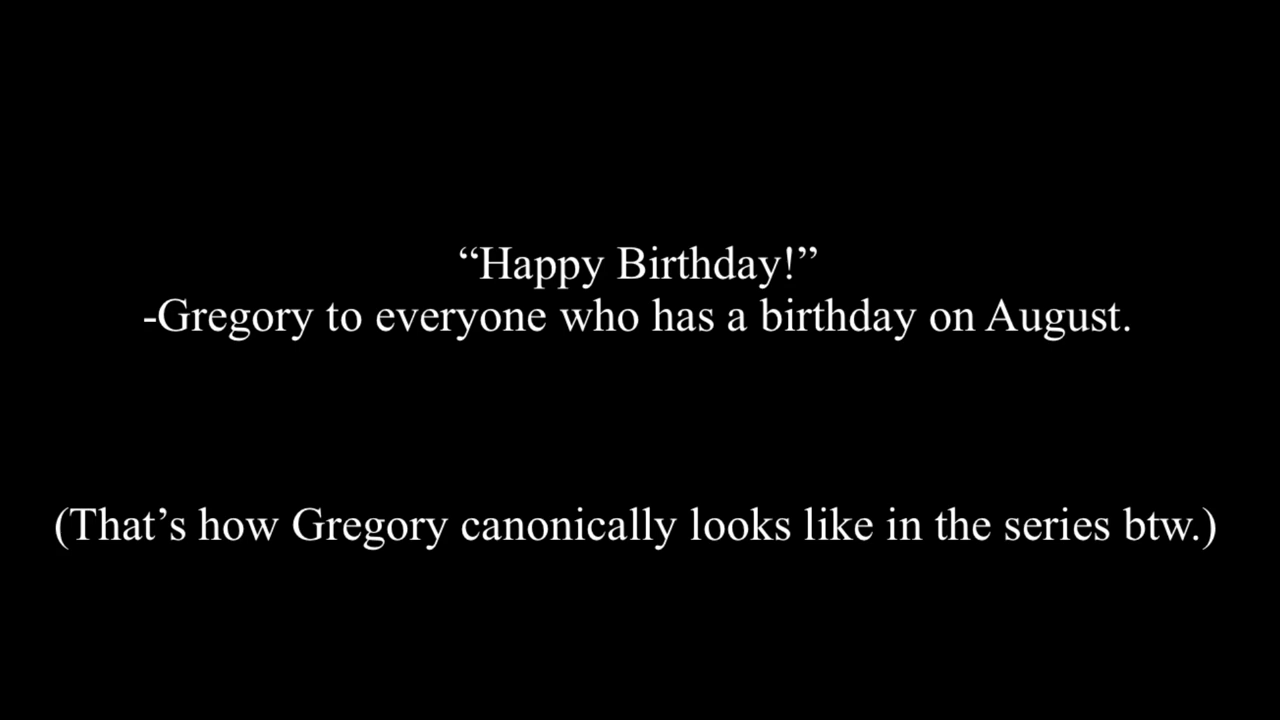 “Happy Birthday!”
-Gregory to everyone who has a birthday on August.
(That’s how Gregory canonically looks like in the series btw.)